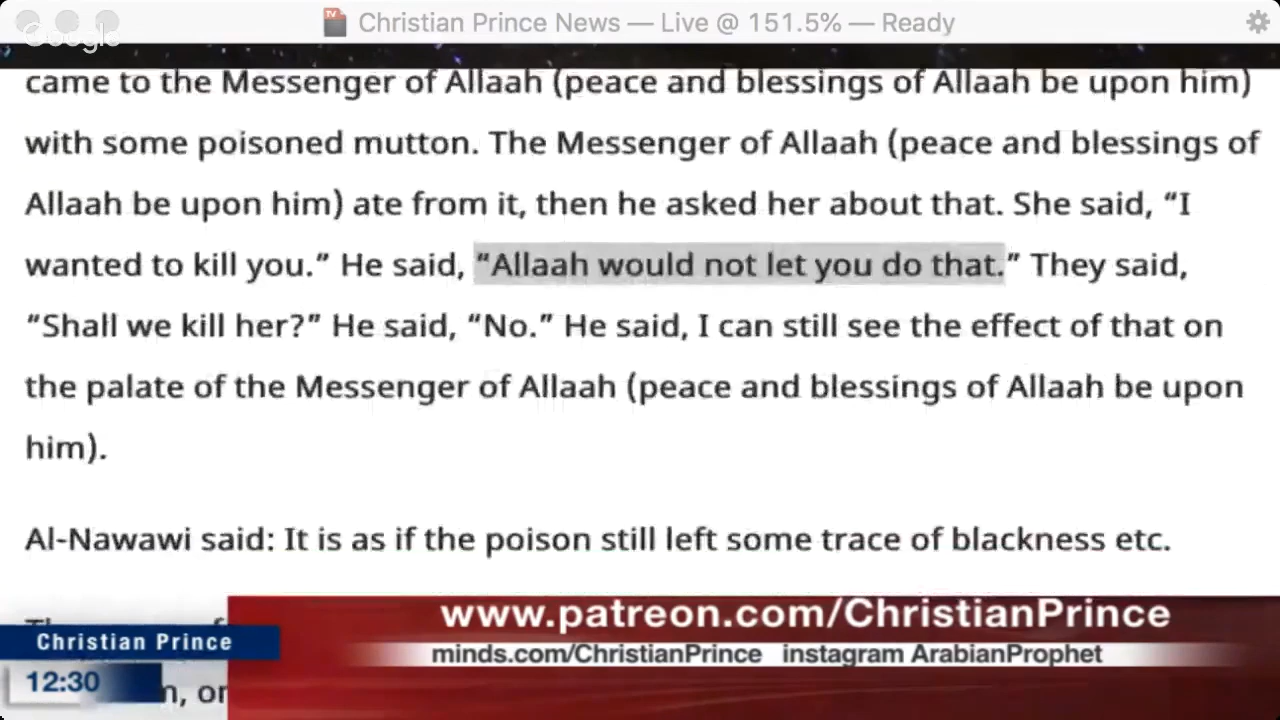 Christian Prince News — Live @ 151.5% — Ready
Google
came to the Messenger of Allaah (peace and blessings of Allaah be upon him)
with some poisoned mutton. The Messenger of Allaah (peace and blessings of
Allaah be upon him) ate from it, then he asked her about that. She said, “I
wanted to kill you.” He said, “Allaah would not let you do that.” They said,
“Shall we kill her?” He said, “No.” He said, I can still see the effect of that on
the palate of the Messenger of Allaah (peace and blessings of Allaah be upon
him).
Al-Nawawi said: It is as if the poison still left some trace of blackness etc.
www.patreon.com/ChristianPrince
Christian Prince
minds.com/ChristianPrince instagram ArabianProphet
12:30